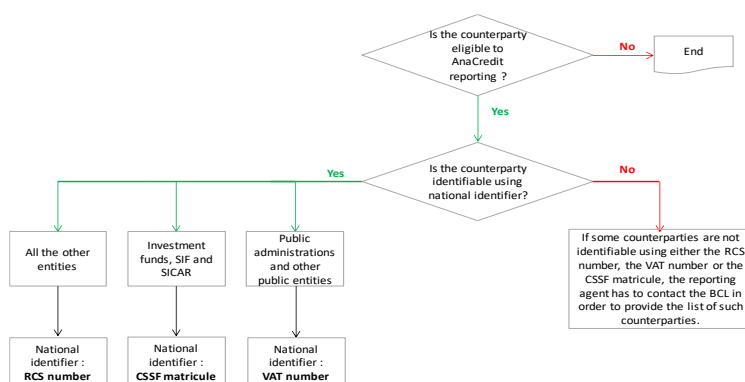 Is the counterparty
eligible to
AnaCredit
reporting ?
No
End
Yes
Is the counterparty
identifiable using
national identifier?
Yes
No
All the other
entities
Investment
funds, SIF and
SICAR
Public
administrations
and other
public entities
If some counterparties are not
identifiable using either the RCS
number, the VAT number or the
CSSF matricule, the reporting
agent has to contact the BCL in
order to provide the list of such
counterparties.
National
identifier :
RCS number
National
identifier :
CSSF matricule
National
identifier :
VAT number